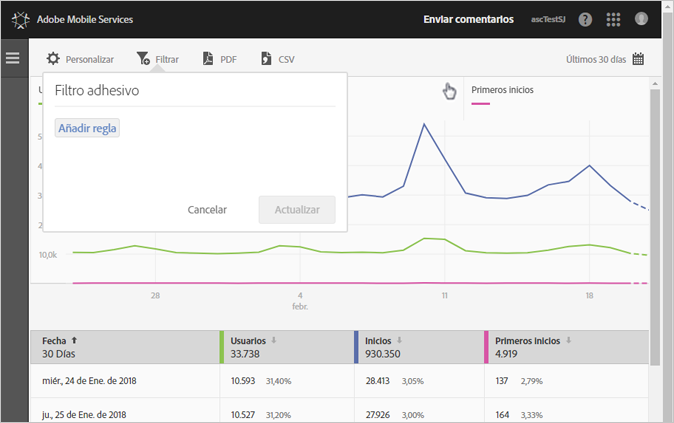 Adobe Mobile Services
Enviar comentarios
ascTestSJ
?
Personalizar
Filtrar
PDF
CSV
Últimos 30 días
Filtro adhesivo
Añadir regla
Cancelar
Actualizar
Primeros inicios
10,0k
28
4
11
18
febr.
Fecha ↑ Usuarios ↓ Inicios ↓ Primeros inicios ↓
30 Días 33.738 930.350 4.919
miér, 24 de Ene. de 2018 10.593 31,40% 28.413 3,05% 137 2,79%
ju., 25 de Ene. de 2018 10.527 31,20% 27.926 3,00% 164 3,33%